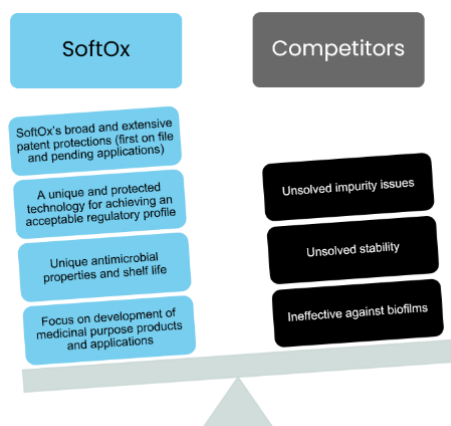 SoftOx
Competitors
SoftOx's broad and extensive
patent protections (first on file
and pending applications)
A unique and protected
technology for achieving an
acceptable regulatory profile
Unique antimicrobial
properties and shelf life
Focus on development of
medicinal purpose products
and applications
Unsolved impurity issues
Unsolved stability
Ineffective against biofilms